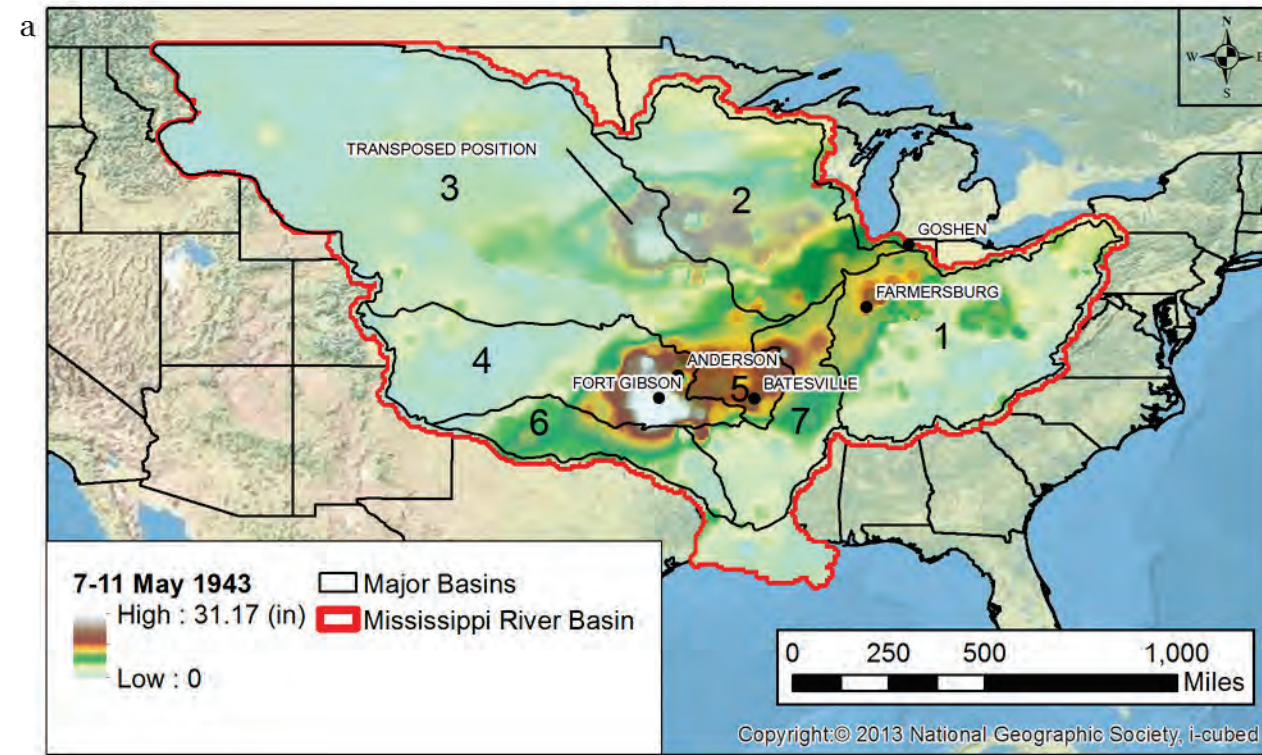 a
N
W E
S
TRANSPOSED POSITION
3
2
GOSHEN
FARMERSBURG
1
4
ANDERSON
FORT GIBSON
5
BATESVILLE
6
7
7-11 May 1943
High : 31.17 (in)
Low : 0
Major Basins
Mississippi River Basin
0 250 500 1,000
Miles
Copyright:© 2013 National Geographic Society, i-cubed